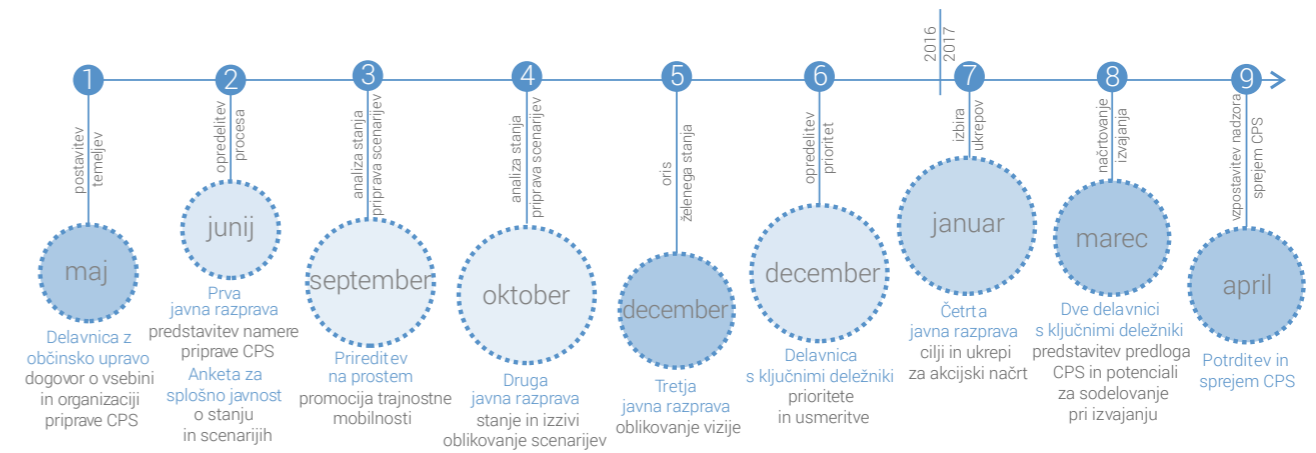 2016
2017
1
postavitev
temeljev
maj
Delavnica z
občinsko upravo
dogovor o vsebini
in organizaciji
priprave CPS
2
opredelitev
procesa
junij
Prva
javna razprava
predstavitev namere
priprave CPS
Anketa za
splošno javnost
o stanju
in scenarijih
3
analiza stanja
priprava scenarijev
september
Prireditev
na prostem
promocija trajnostne
mobilnosti
4
analiza stanja
priprava scenarijev
oktober
Druga
javna razprava
stanje in izzivi
oblikovanje scenarijev
5
oris
želenega stanja
december
Tretja
javna razprava
oblikovanje vizije
6
opredelitev
prioritet
december
Delavnica
s ključnimi deležniki
prioritete
in usmeritve
7
izbira
ukrepov
januar
Četrta
javna razprava
cilji in ukrepi
za akcijski načrt
8
načrtovanje
izvajanja
marec
Dve delavnici
s ključnimi deležniki
predstavitev predloga
CPS in potenciali
za sodelovanje
pri izvajanju
9
vzpostavitev nadzora
sprejem CPS
april
Potrditev in
sprejem CPS